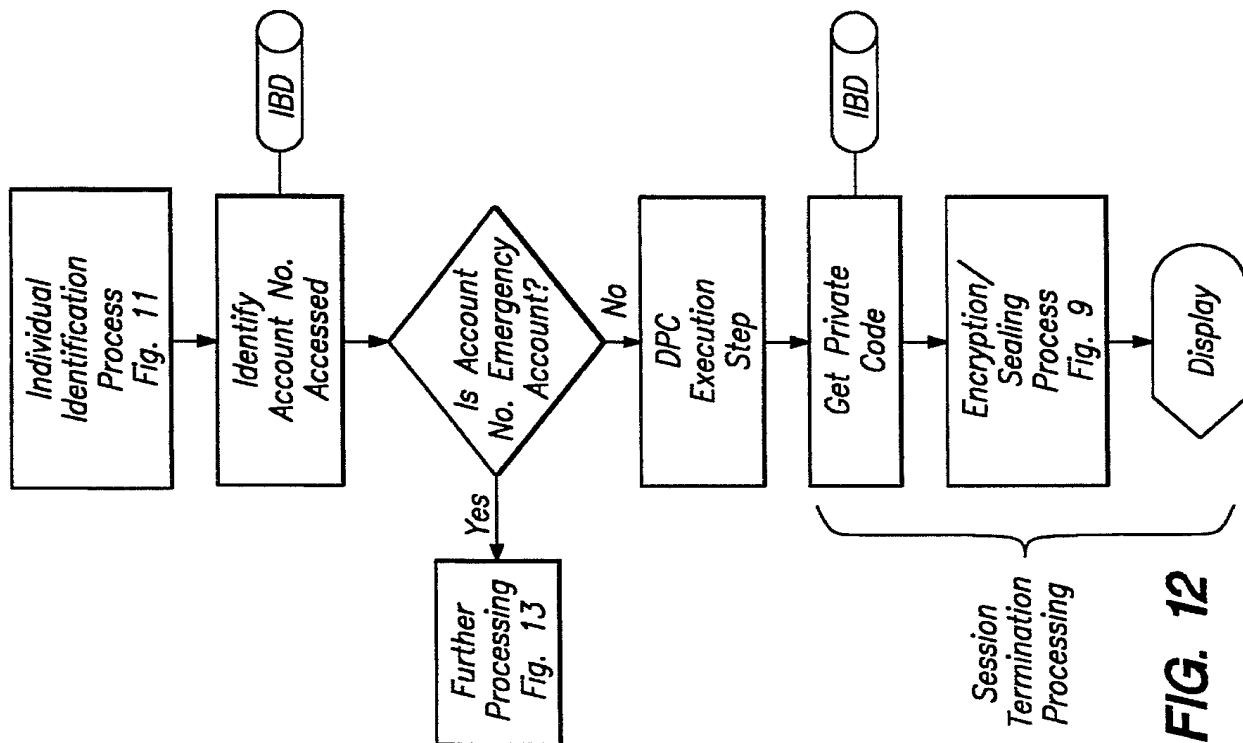 Individual
Identification
Process
Fig. 11
Identify
Account No.
Accessed
IBD
Is Account
No. Emergency
Account?
Yes
No
Further
Processing
Fig. 13
DPC
Execution
Step
Get Private
Code
IBD
Encryption/
Sealing
Process
Fig. 9
Display
Session
Termination
Processing
FIG. 12